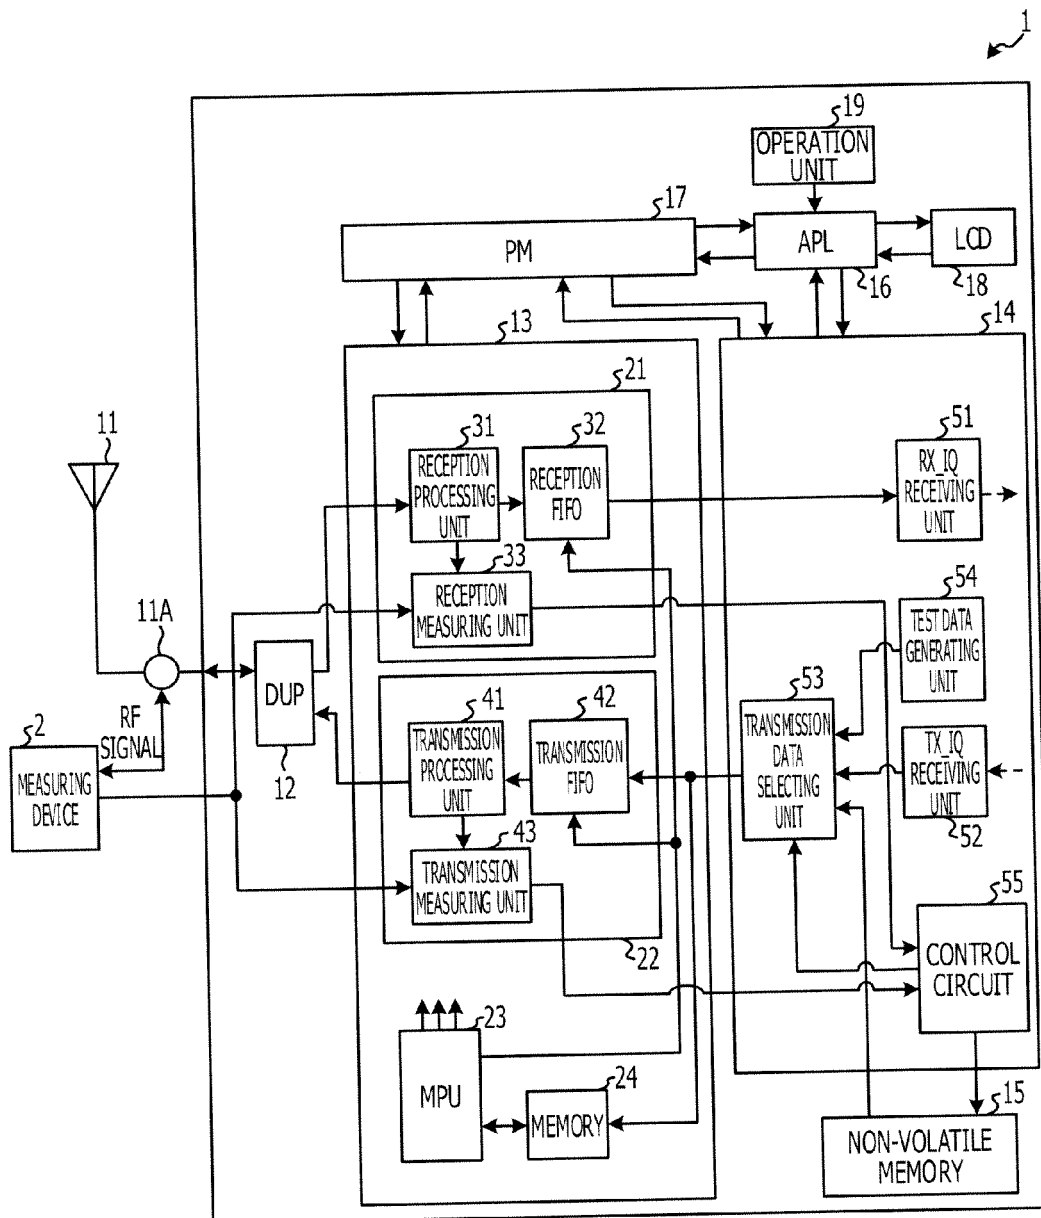 1
19
OPERATION
UNIT
17
PM
APL
16
LCD
18
13
14
21
11
31
RECEPTION
PROCESSING
UNIT
32
RECEPTION
FIFO
51
RX_IQ
RECEIVING
UNIT
33
RECEPTION
MEASURING UNIT
54
TEST DATA
GENERATING
UNIT
11A
DUP
12
RF
SIGNAL
2
MEASURING
DEVICE
41
TRANSMISSION
PROCESSING
UNIT
42
TRANSMISSION
FIFO
53
TRANSMISSION
DATA
SELECTING
UNIT
TX_IQ
RECEIVING
UNIT
52
43
TRANSMISSION
MEASURING UNIT
22
55
CONTROL
CIRCUIT
23
MPU
24
MEMORY
15
NON-VOLATILE
MEMORY